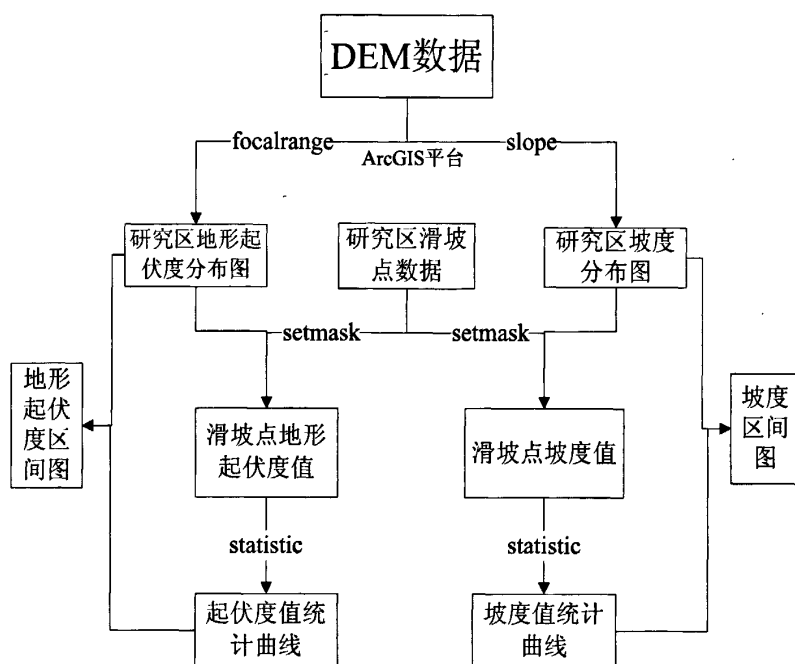 DEM数据
focalrange
slope
ArcGIS平台
研究区地形起
伏度分布图
研究区滑坡
点数据
研究区坡度
分布图
setmask
setmask
地形
起伏
度区
间图
滑坡点地形
起伏度值
滑坡点坡度值
坡度
区间
图
statistic
statistic
起伏度值统
计曲线
坡度值统计
曲线